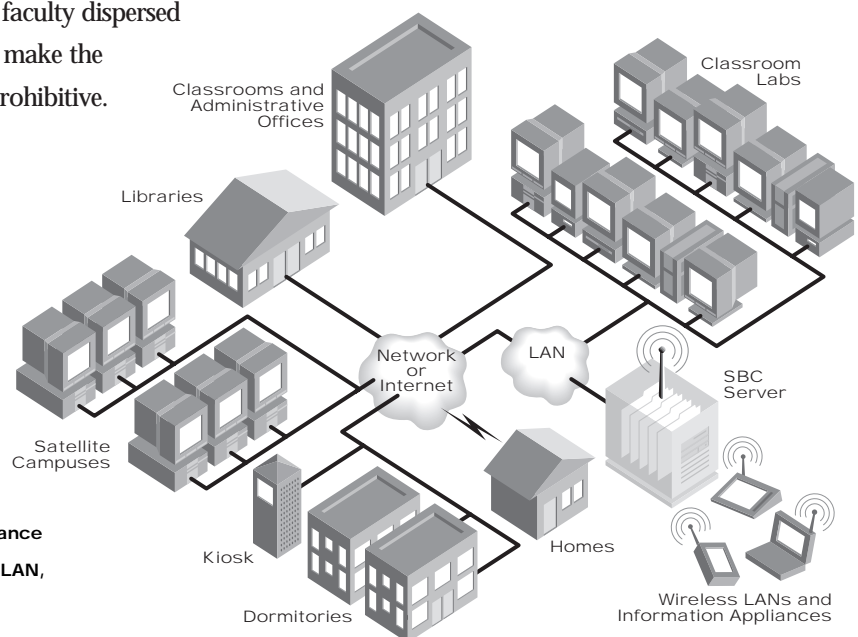 faculty dispersed
make the
rohibitive.
Classrooms and
Administrative
Offices
Classroom
Labs
Libraries
Network
or
Internet
LAN
SBC
Server
Satellite
Campuses
Kiosk
Homes
Dormitories
Wireless LANs and
Information Appliances
ance
LAN,